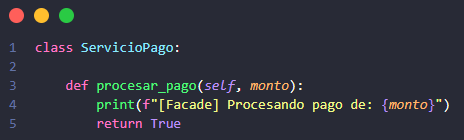 1 class ServicioPago:
2
3     def procesar_pago(self, monto):
4         print(f"[Facade] Procesando pago de: {monto}")
5         return True